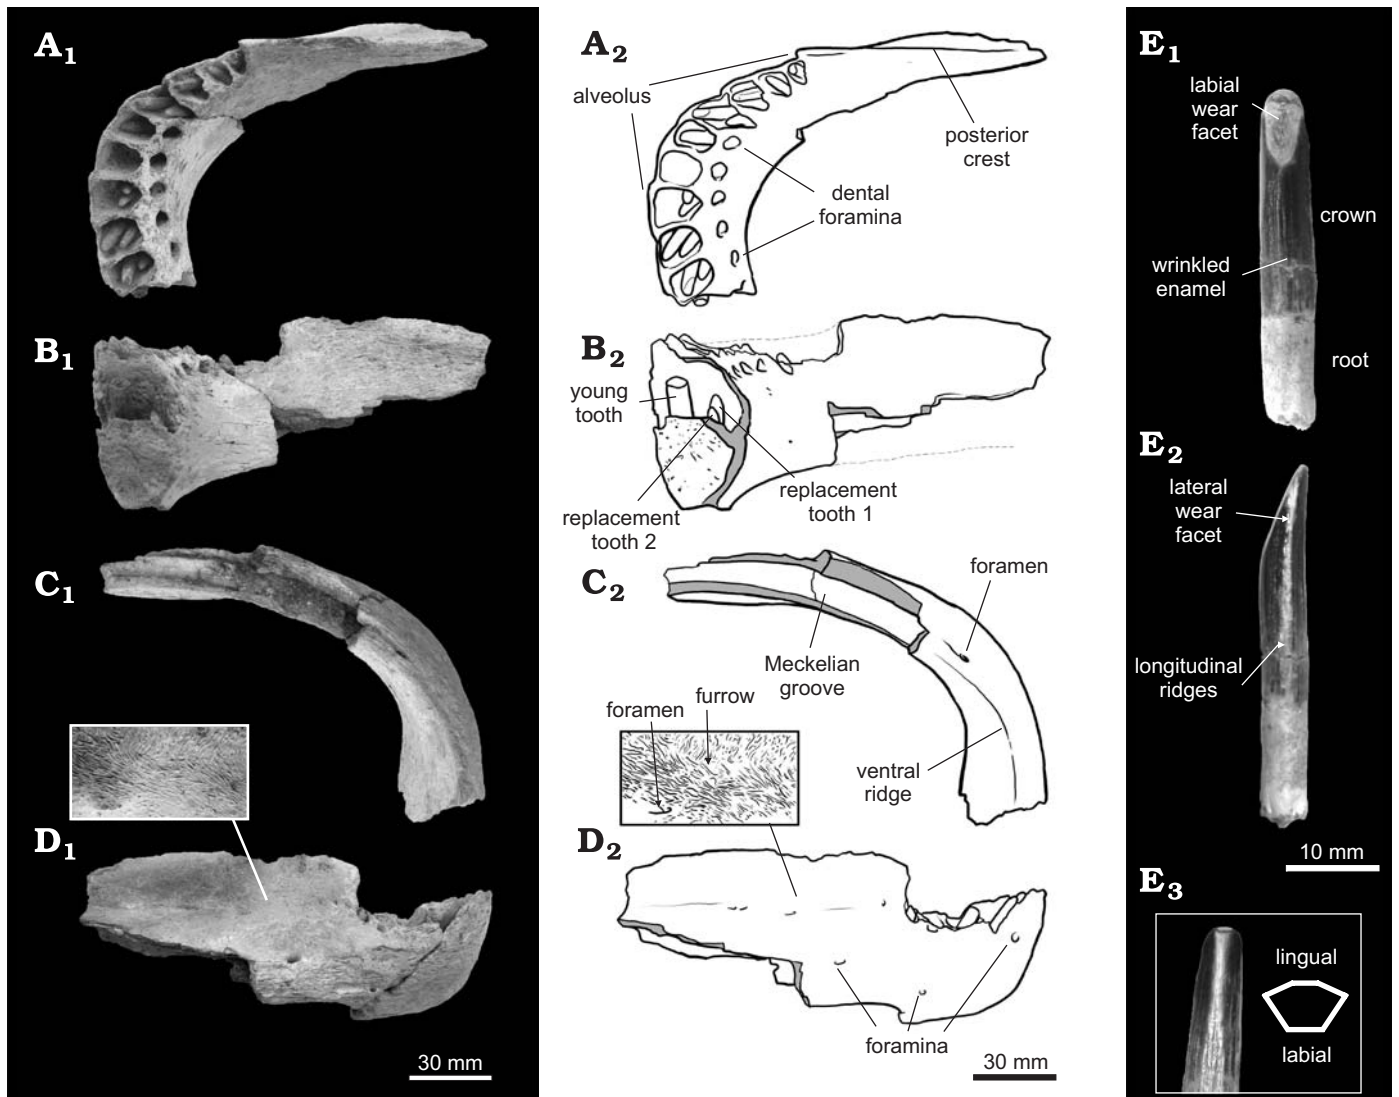 A1
B1
C1
D1
30 mm
A2
alveolus
posterior
crest
dental
foramina
B2
young
tooth
replacement
tooth 1
replacement
tooth 2
C2
foramen
Meckelian
groove
foramen
furrow
ventral
ridge
D2
foramina
30 mm
E1
labial
wear
facet
crown
wrinkled
enamel
root
E2
lateral
wear
facet
longitudinal
ridges
10 mm
E3
lingual
labial